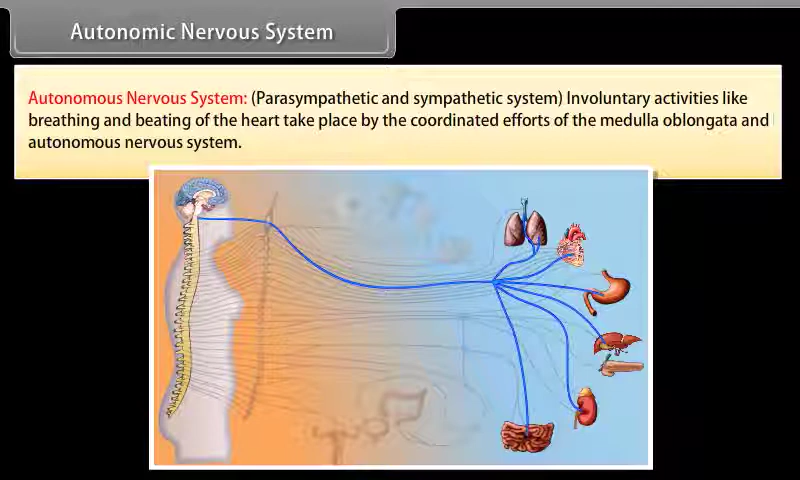 Autonomic Nervous System
Autonomous Nervous System: (Parasympathetic and sympathetic system) Involuntary activities like
breathing and beating of the heart take place by the coordinated efforts of the medulla oblongata and
autonomous nervous system.